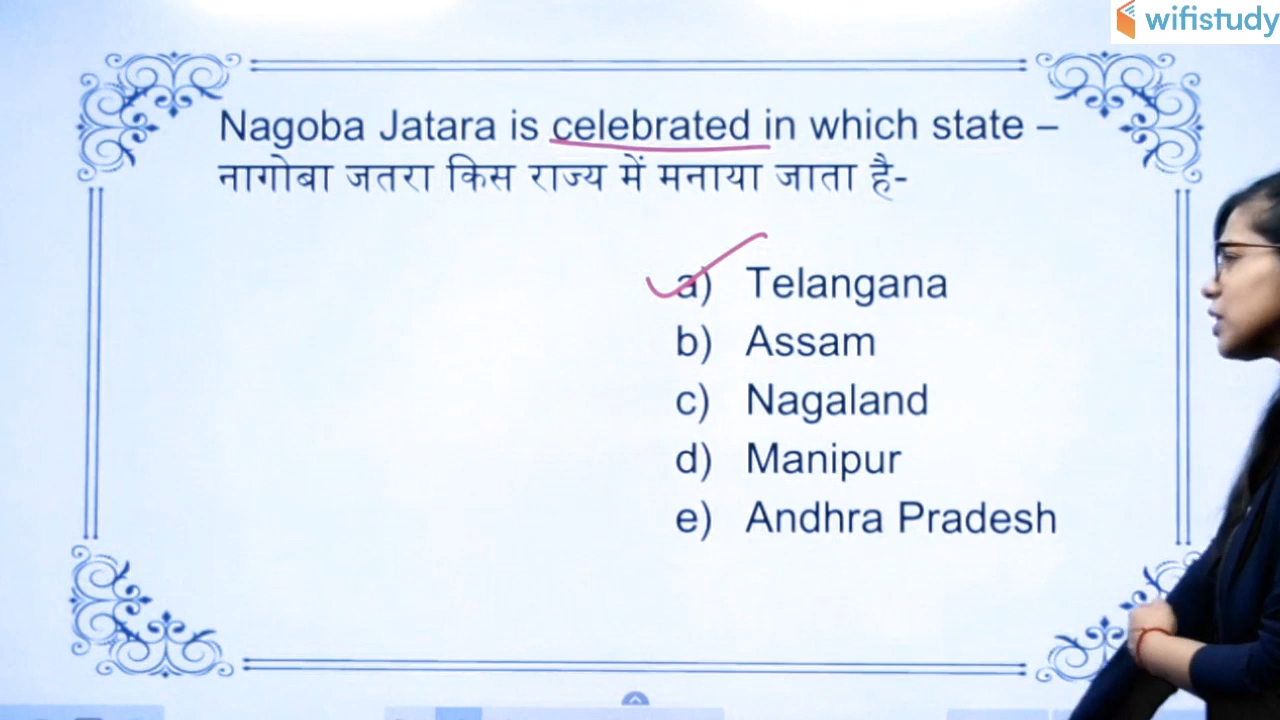 wifistudy
Nagoba Jatara is celebrated in which state –
नागोबा जतरा किस राज्य में मनाया जाता है-
a) Telangana
b) Assam
c) Nagaland
d) Manipur
e) Andhra Pradesh